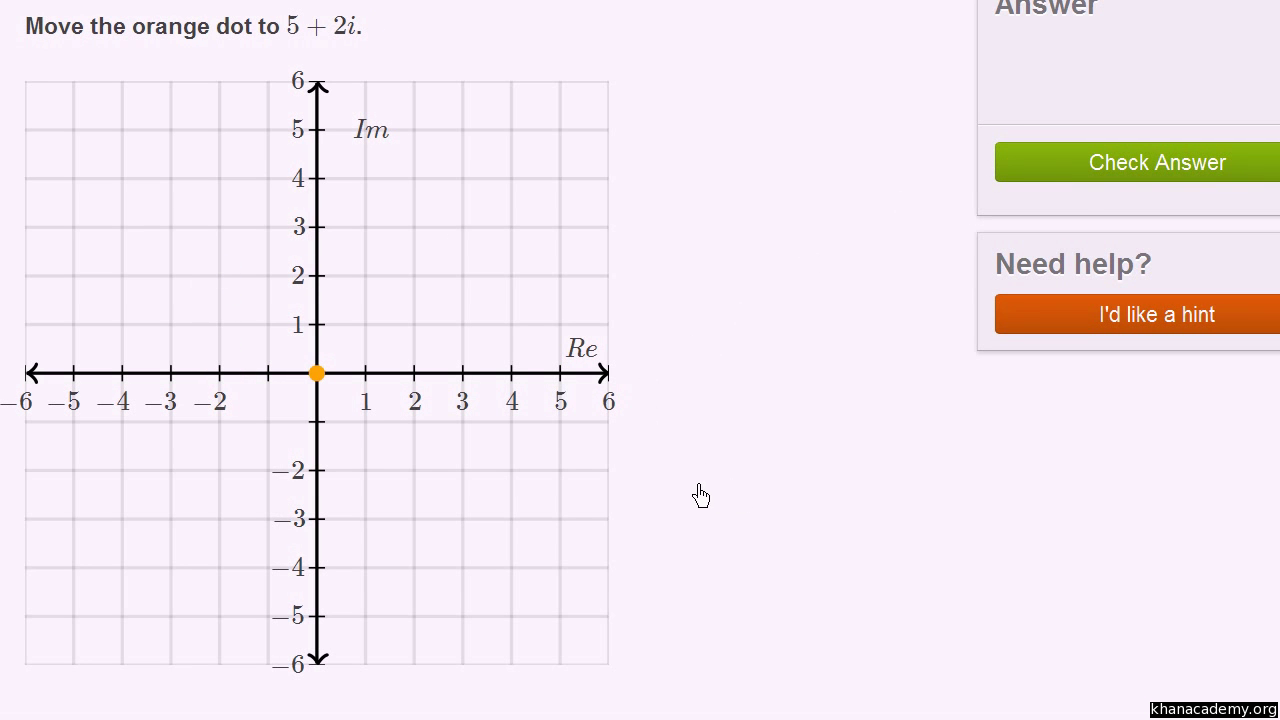 Move the orange dot to 5 + 2i.
Answer
Check Answer
Need help?
I'd like a hint
6
5
Im
4
3
2
1
Re
−6 −5 −4 −3 −2 1 2 3 4 5 6
−2
−3
−4
−5
−6
khanacademy.org